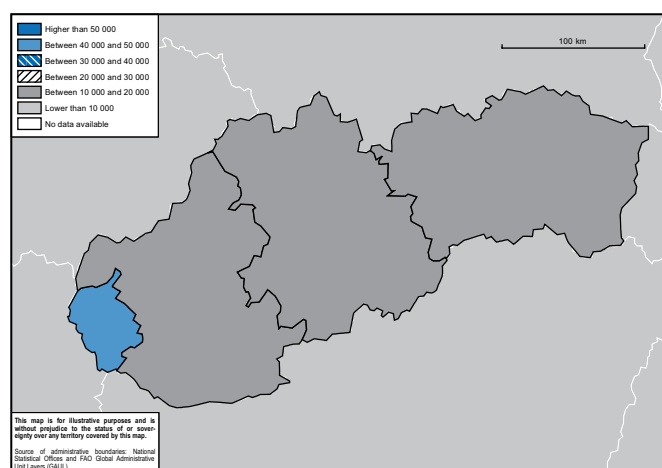 Higher than 50 000
Between 40 000 and 50 000
Between 30 000 and 40 000
Between 20 000 and 30 000
Between 10 000 and 20 000
Lower than 10 000
No data available
100 km
This map is for illustrative purposes and is
without prejudice to the status of or sover-
eignty over any territory covered by this map.
Source of administrative boundaries: National
Statistical Offices and FAO Global Administrative
Unit Layers (GAUL).